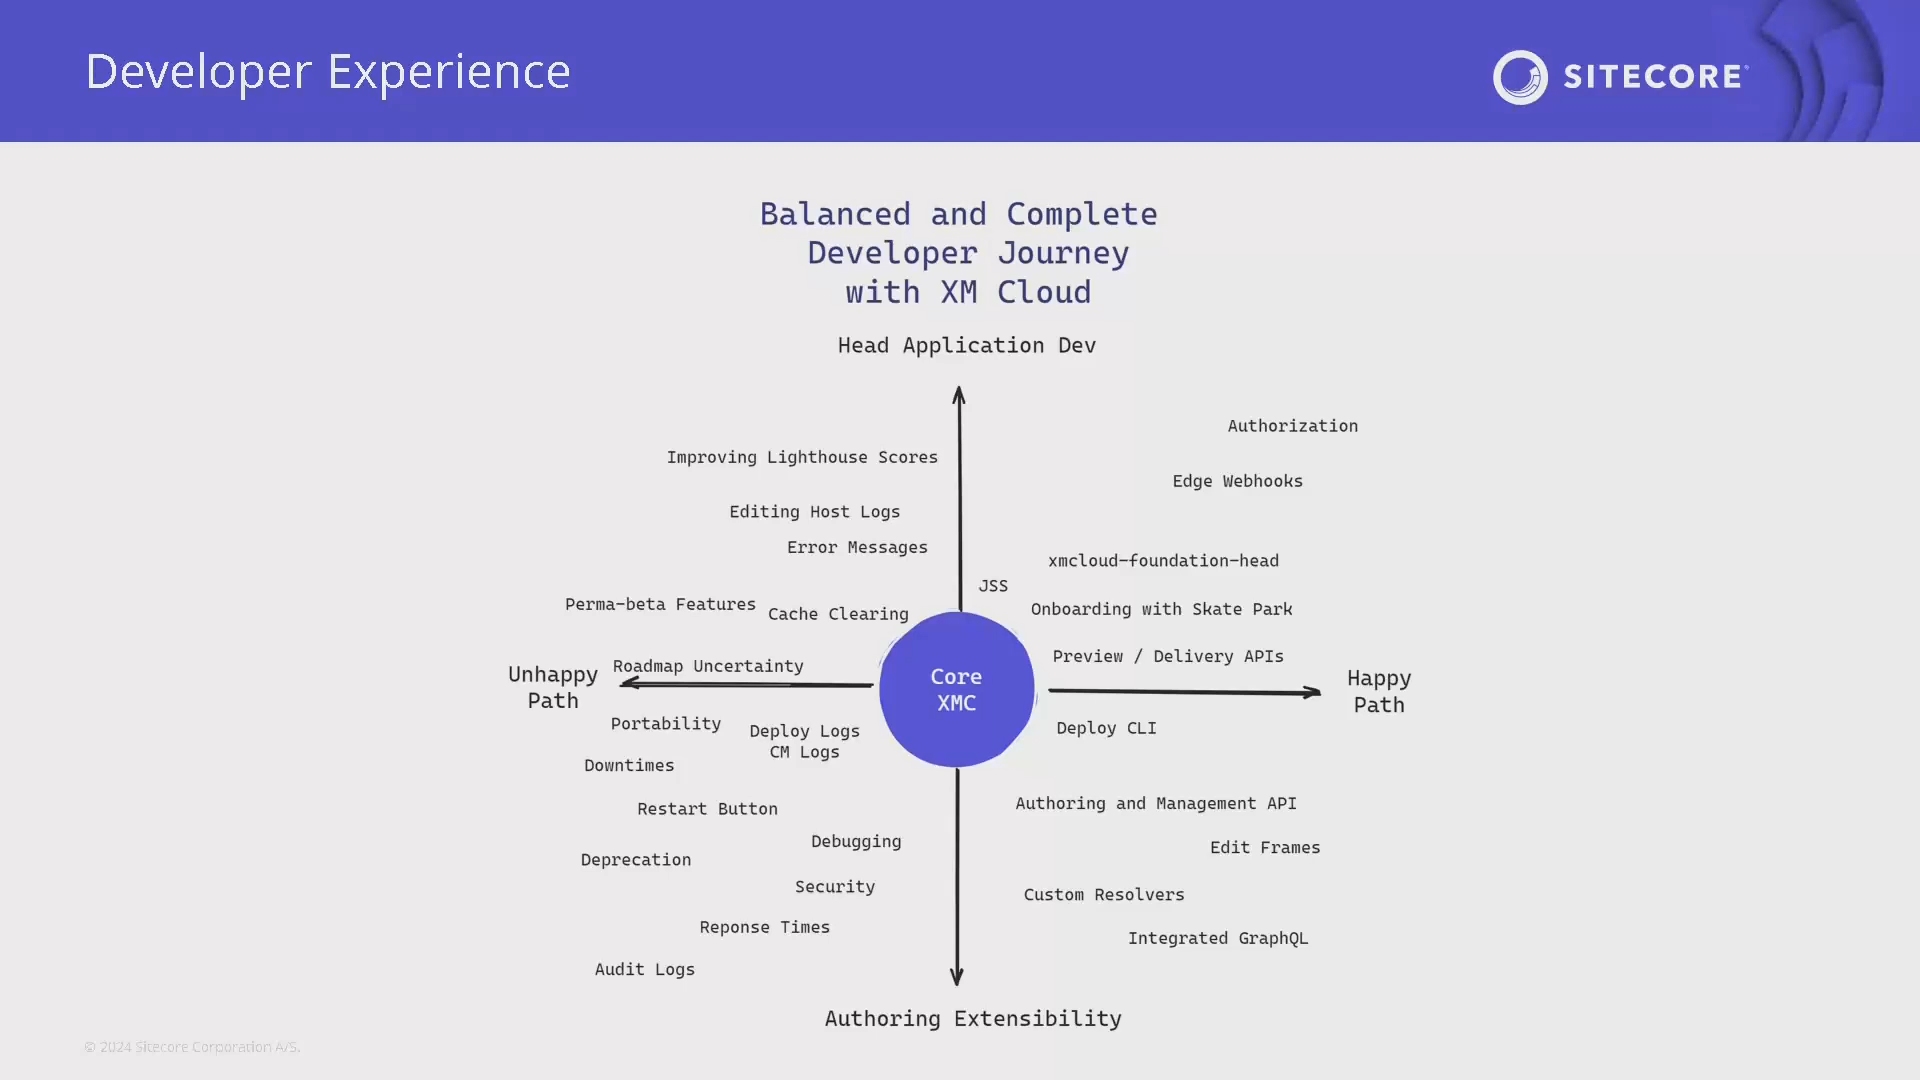 Developer Experience
SITECORE
Balanced and Complete
Developer Journey
with XM Cloud
Head Application Dev
Authorization
Improving Lighthouse Scores
Edge Webhooks
Editing Host Logs
Error Messages
xmcloud-foundation-head
JSS
Perma-beta Features
Cache Clearing
Onboarding with Skate Park
Roadmap Uncertainty
Preview / Delivery APIs
Unhappy
Path
Core
XMC
Happy
Path
Portability
Deploy Logs
CM Logs
Deploy CLI
Downtimes
Restart Button
Authoring and Management API
Debugging
Edit Frames
Deprecation
Security
Custom Resolvers
Reponse Times
Integrated GraphQL
Audit Logs
Authoring Extensibility
© 2024 Sitecore Corporation A/S.